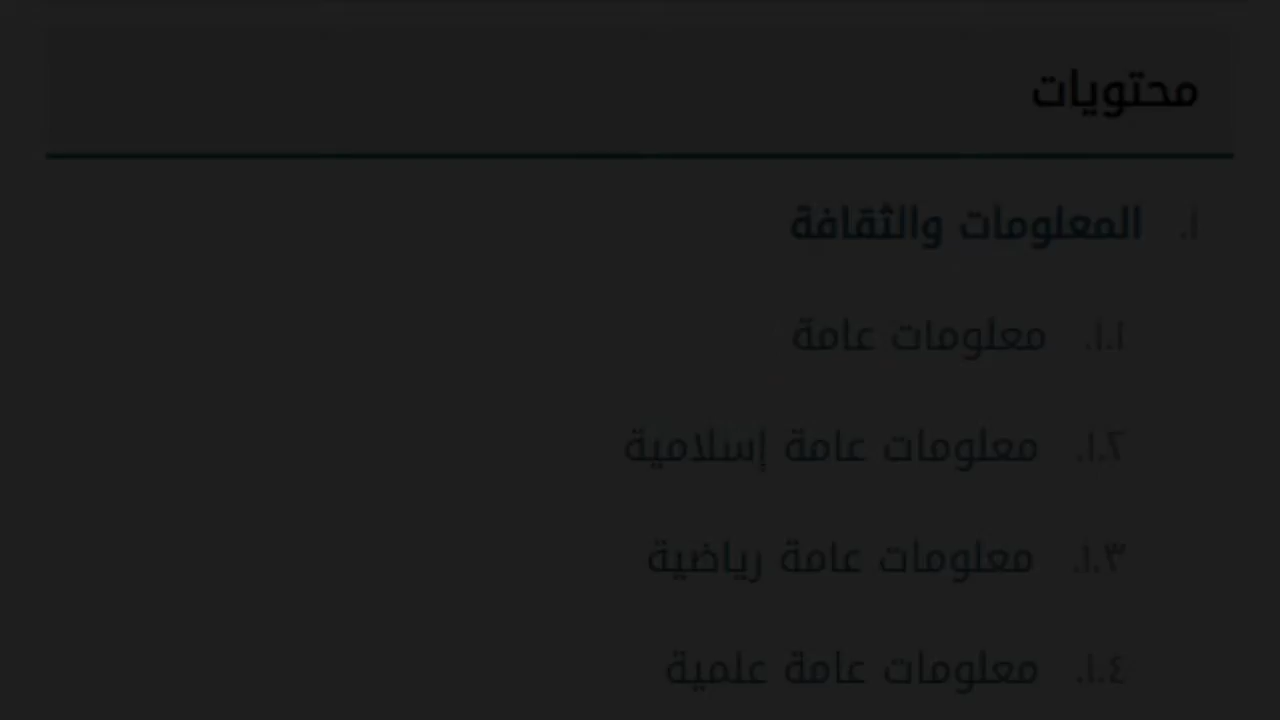 محتويات
١. المعلومات والثقافة
١.١. معلومات عامة
٢.١. معلومات عامة إسلامية
٣.١. معلومات عامة رياضية
٤.١. معلومات عامة علمية